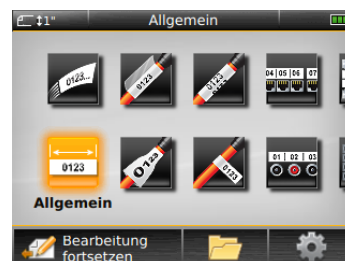 1" Allgemein
0123...
0123
0123
04 05 06 07
0123
0123
0123
01 02 03
Allgemein
Bearbeitung
fortsetzen